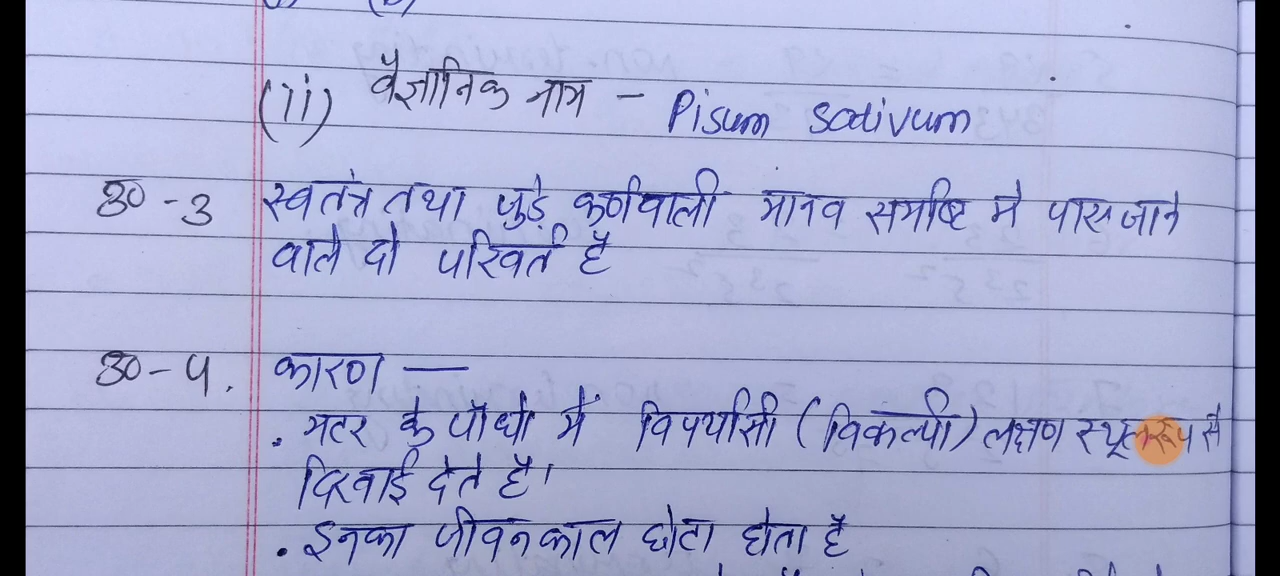 (ii) वैज्ञानिक नाम - Pisum sativum
उ० -3 स्वतंत्र तथा जुड़े कर्णपाली मानव समष्टि मे पाए जाने
वाले दो परिवर्त है
उ० - 4. कारण —
. मटर के पौधो में विपर्यासी (विकल्पी) लक्षण स्थूल रूप से
दिखाई देते है।
. इनका जीवनकाल छोटा होता है